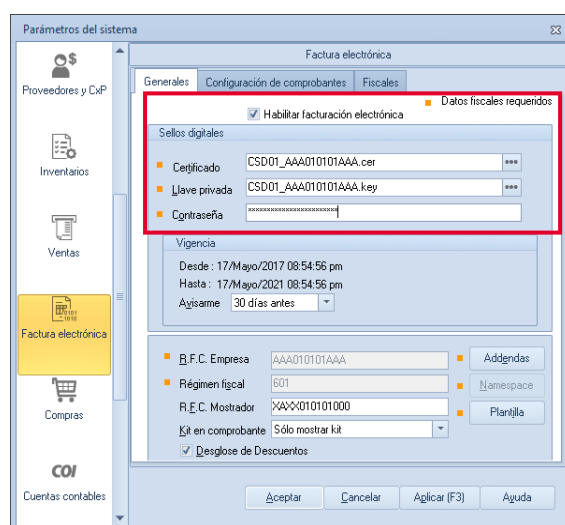 Parámetros del sistema
Proveedores y CxP
Inventarios
Ventas
Factura electrónica
Compras
COI
Cuentas contables
Factura electrónica
Generales Configuración de comprobantes Fiscales
Datos fiscales requeridos
Habilitar facturación electrónica
Sellos digitales
Certificado CSD01_AAA010101AAA.cer
Llave privada CSD01_AAA010101AAA.key
Contraseña
Vigencia
Desde : 17/Mayo/2017 08:54:56 pm
Hasta : 17/Mayo/2021 08:54:56 pm
Avisarme 30 días antes
R.F.C. Empresa AAA010101AAA Addendas
Régimen fiscal 601 Namespace
R.F.C. Mostrador XAXX010101000 Plantilla
Kit en comprobante Sólo mostrar kit
Desglose de Descuentos
Aceptar Cancelar Aplicar (F3) Ayuda